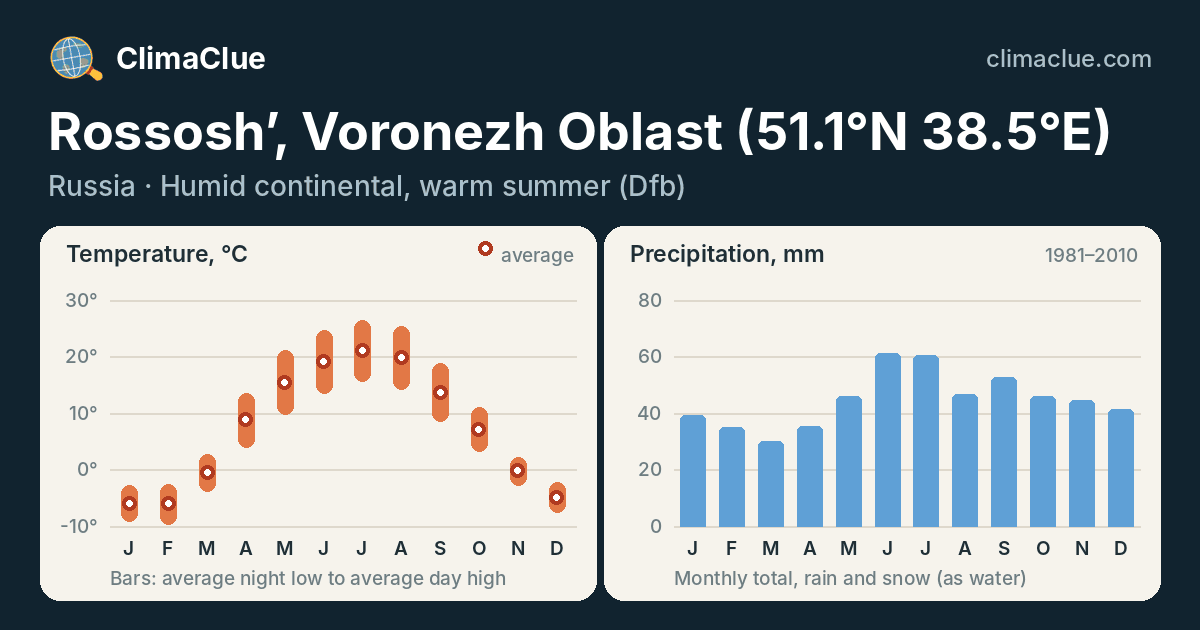 ClimaClue
climaclue.com
Rossosh’, Voronezh Oblast (51.1°N 38.5°E)
Russia · Humid continental, warm summer (Dfb)
Temperature, °C
average
30°
20°
10°
0°
-10°
J F M A M J J A S O N D
Bars: average night low to average day high
Precipitation, mm
1981–2010
80
60
40
20
0
J F M A M J J A S O N D
Monthly total, rain and snow (as water)